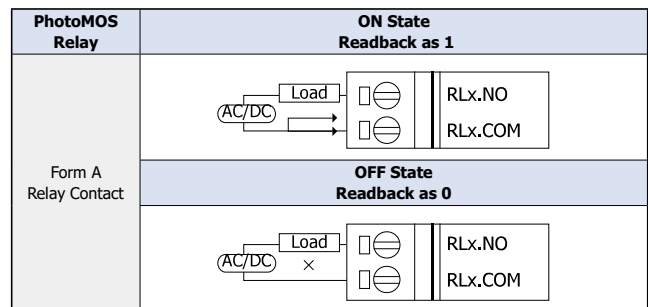 PhotoMOS
Relay
ON State
Readback as 1
Form A
Relay Contact
Load
AC/DC
RLx.NO
RLx.COM
OFF State
Readback as 0
Load
AC/DC
×
RLx.NO
RLx.COM